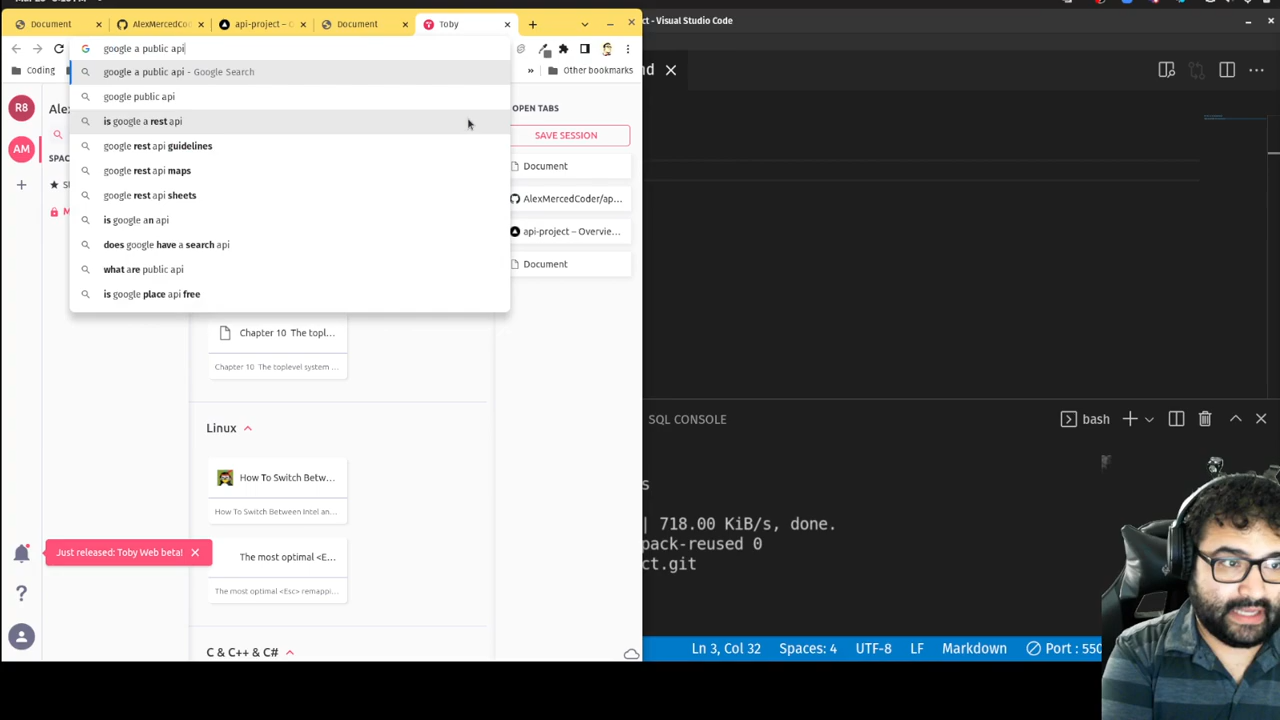 ct - Visual Studio Code
Document
AlexMercedCo
api-project – O
Document
Toby
google a public api
Coding
Other bookmarks
nd
google a public api - Google Search
google public api
is google a rest api
google rest api guidelines
google rest api maps
google rest api sheets
is google an api
does google have a search api
what are public api
is google place api free
R8
AM
Ale
SPAC
S
M
OPEN TABS
SAVE SESSION
Document
AlexMercedCoder/ap...
api-project – Overvie...
Document
Chapter 10 The topl...
Chapter 10 The toplevel system ...
Linux
How To Switch Betw...
How To Switch Between Intel an...
The most optimal <E...
The most optimal <Esc> remappi...
C & C++ & C#
Just released: Toby Web beta!
?
SQL CONSOLE
bash
s
| 718.00 KiB/s, done.
pack-reused 0
ct.git
Ln 3, Col 32
Spaces: 4
UTF-8
LF
Markdown
Port : 550